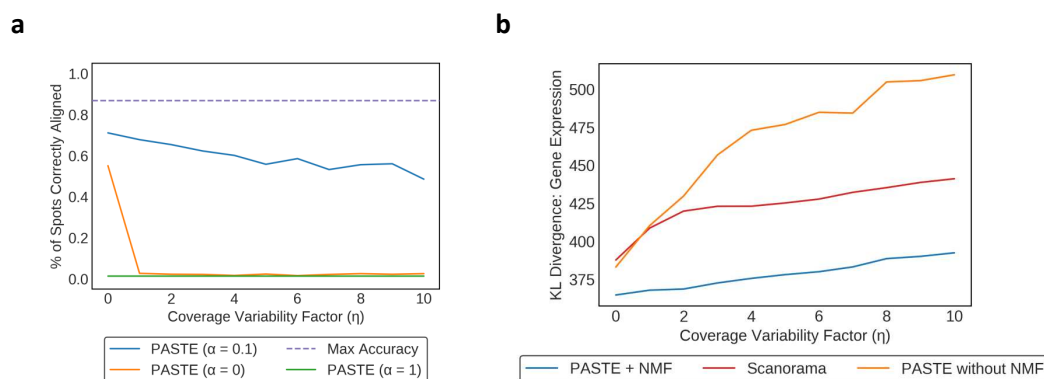 a
b
% of Spots Correctly Aligned
1.0
0.8
0.6
0.4
0.2
0.0
0 2 4 6 8 10
Coverage Variability Factor (η)
PASTE (α = 0.1)
Max Accuracy
PASTE (α = 0)
PASTE (α = 1)
KL Divergence: Gene Expression
500
475
450
425
400
375
0 2 4 6 8 10
Coverage Variability Factor (η)
PASTE + NMF
Scanorama
PASTE without NMF